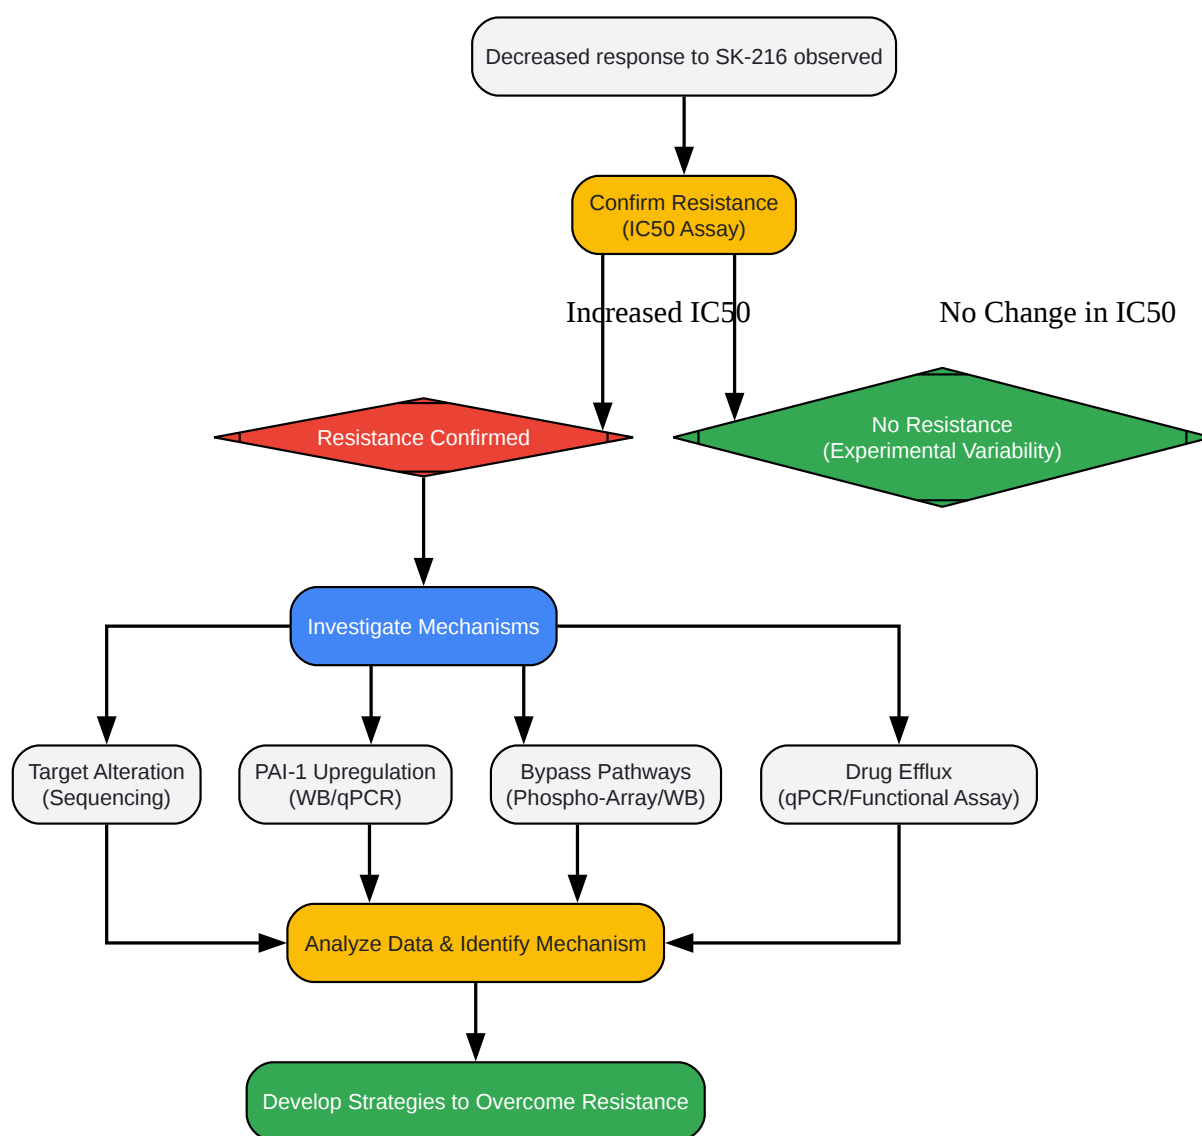 Decreased response to SK-216 observed
Confirm Resistance
(IC50 Assay)
Increased IC50
No Change in IC50
Resistance Confirmed
No Resistance
(Experimental Variability)
Investigate Mechanisms
Target Alteration
(Sequencing)
PAI-1 Upregulation
(WB/qPCR)
Bypass Pathways
(Phospho-Array/WB)
Drug Efflux
(qPCR/Functional Assay)
Analyze Data & Identify Mechanism
Develop Strategies to Overcome Resistance